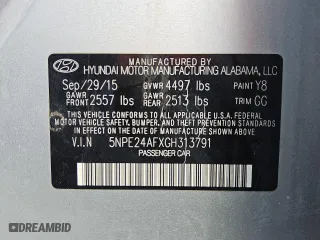 MANUFACTURED BY
HYUNDAI MOTOR MANUFACTURING ALABAMA, LLC
Sep/29/15 GVWR 4497 lbs PAINT Y8
GAWR FRONT 2557 lbs GAWR REAR 2513 lbs TRIM GG
THIS VEHICLE CONFORMS TO ALL APPLICABLE FEDERAL MOTOR VEHICLE SAFETY, BUMPER, AND THEFT PREVENTION STANDARDS IN EFFECT ON THE DATE OF MANUFACTURE SHOWN ABOVE.
V.I.N 5NPE24AFXGH313791
PASSENGER CAR
© DREAMEBID
© DREAMEBID